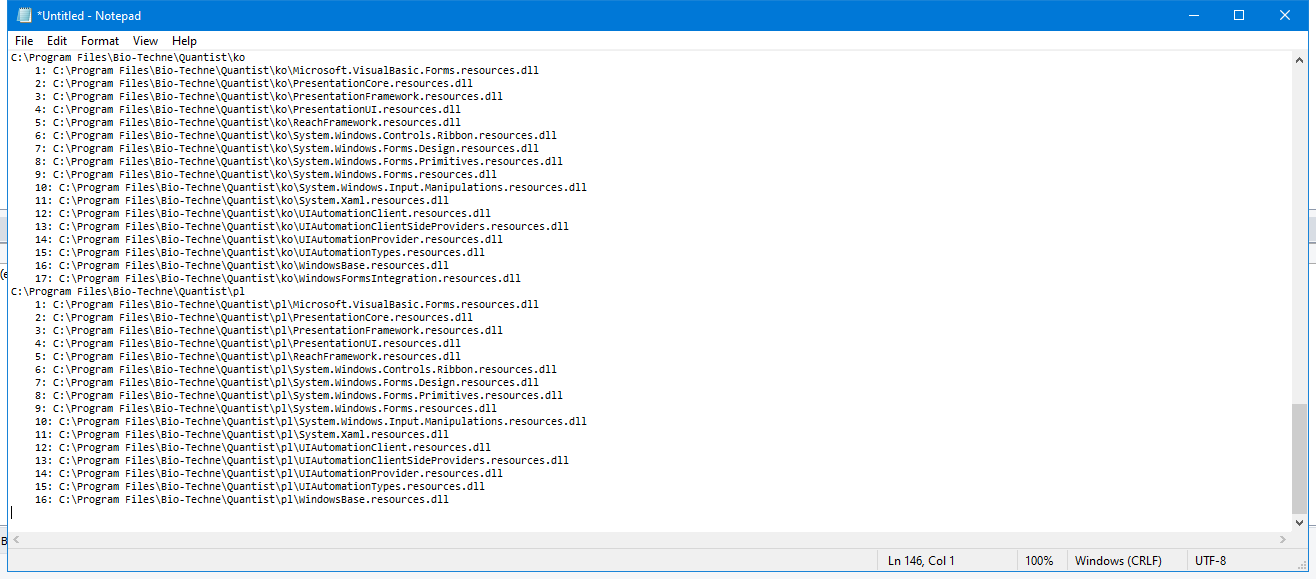 *Untitled - Notepad
File Edit Format View Help
C:\Program Files\Bio-Techne\Quantist\ko
1: C:\Program Files\Bio-Techne\Quantist\ko\Microsoft.VisualBasic.Forms.resources.dll
2: C:\Program Files\Bio-Techne\Quantist\ko\PresentationCore.resources.dll
3: C:\Program Files\Bio-Techne\Quantist\ko\PresentationFramework.resources.dll
4: C:\Program Files\Bio-Techne\Quantist\ko\PresentationUI.resources.dll
5: C:\Program Files\Bio-Techne\Quantist\ko\ReachFramework.resources.dll
6: C:\Program Files\Bio-Techne\Quantist\ko\System.Windows.Controls.Ribbon.resources.dll
7: C:\Program Files\Bio-Techne\Quantist\ko\System.Windows.Forms.Design.resources.dll
8: C:\Program Files\Bio-Techne\Quantist\ko\System.Windows.Forms.Primitives.resources.dll
9: C:\Program Files\Bio-Techne\Quantist\ko\System.Windows.Forms.resources.dll
10: C:\Program Files\Bio-Techne\Quantist\ko\System.Windows.Input.Manipulations.resources.dll
11: C:\Program Files\Bio-Techne\Quantist\ko\System.Xaml.resources.dll
12: C:\Program Files\Bio-Techne\Quantist\ko\UIAutomationClient.resources.dll
13: C:\Program Files\Bio-Techne\Quantist\ko\UIAutomationClientSideProviders.resources.dll
14: C:\Program Files\Bio-Techne\Quantist\ko\UIAutomationProvider.resources.dll
15: C:\Program Files\Bio-Techne\Quantist\ko\UIAutomationTypes.resources.dll
16: C:\Program Files\Bio-Techne\Quantist\ko\WindowsBase.resources.dll
17: C:\Program Files\Bio-Techne\Quantist\ko\WindowsFormsIntegration.resources.dll
C:\Program Files\Bio-Techne\Quantist\pl
1: C:\Program Files\Bio-Techne\Quantist\pl\Microsoft.VisualBasic.Forms.resources.dll
2: C:\Program Files\Bio-Techne\Quantist\pl\PresentationCore.resources.dll
3: C:\Program Files\Bio-Techne\Quantist\pl\PresentationFramework.resources.dll
4: C:\Program Files\Bio-Techne\Quantist\pl\PresentationUI.resources.dll
5: C:\Program Files\Bio-Techne\Quantist\pl\ReachFramework.resources.dll
6: C:\Program Files\Bio-Techne\Quantist\pl\System.Windows.Controls.Ribbon.resources.dll
7: C:\Program Files\Bio-Techne\Quantist\pl\System.Windows.Forms.Design.resources.dll
8: C:\Program Files\Bio-Techne\Quantist\pl\System.Windows.Forms.Primitives.resources.dll
9: C:\Program Files\Bio-Techne\Quantist\pl\System.Windows.Forms.resources.dll
10: C:\Program Files\Bio-Techne\Quantist\pl\System.Windows.Input.Manipulations.resources.dll
11: C:\Program Files\Bio-Techne\Quantist\pl\System.Xaml.resources.dll
12: C:\Program Files\Bio-Techne\Quantist\pl\UIAutomationClient.resources.dll
13: C:\Program Files\Bio-Techne\Quantist\pl\UIAutomationClientSideProviders.resources.dll
14: C:\Program Files\Bio-Techne\Quantist\pl\UIAutomationProvider.resources.dll
15: C:\Program Files\Bio-Techne\Quantist\pl\UIAutomationTypes.resources.dll
16: C:\Program Files\Bio-Techne\Quantist\pl\WindowsBase.resources.dll
Ln 146, Col 1 100% Windows (CRLF) UTF-8